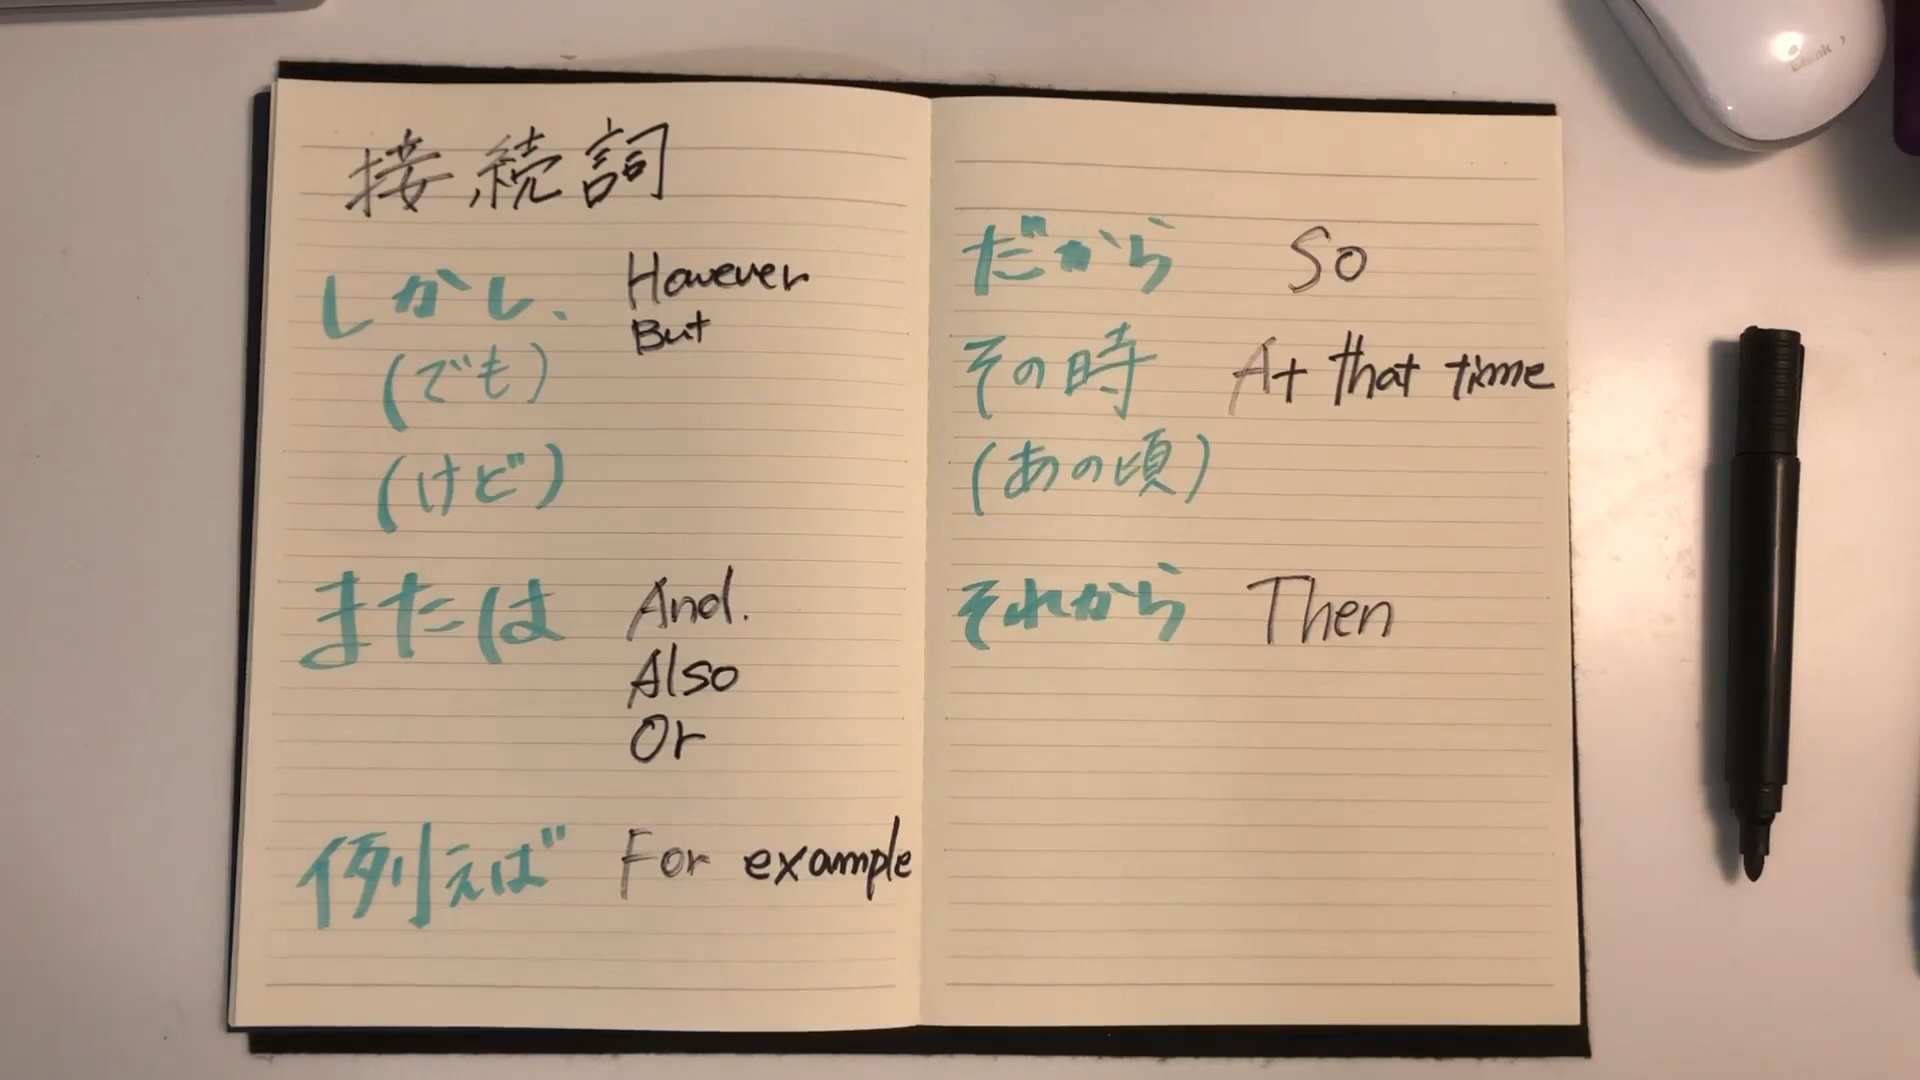 接続詞
しかし、 However
But
(でも)
(けど)
または And.
Also
Or
例えば For example
だから So
その時 At that time
(あの頃)
それから Then